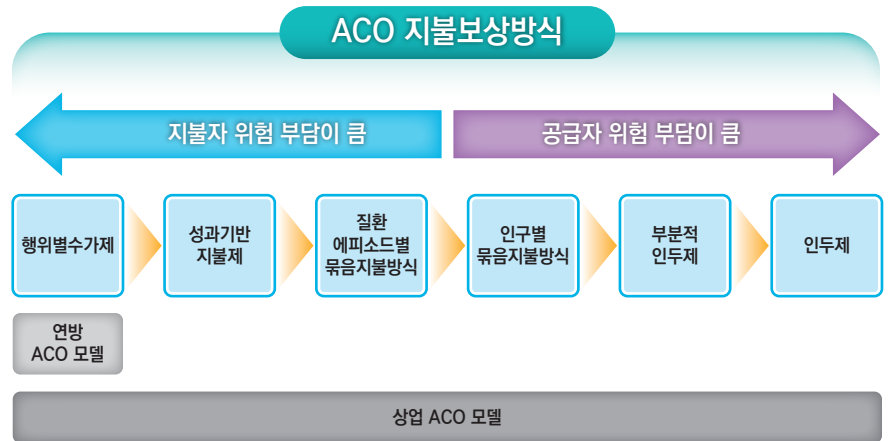 ACO 지불보상방식
지불자 위험 부담이 큼
공급자 위험 부담이 큼
행위별수가제
성과기반
지불제
질환
에피소드별
묶음지불방식
인구별
묶음지불방식
부분적
인두제
인두제
연방
ACO 모델
상업 ACO 모델